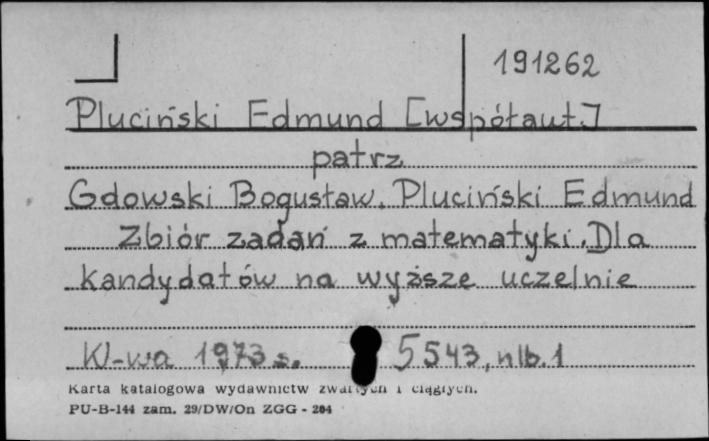 191262
Pluciński Edmund [współaut.]
patrz
Gdowski Bogusław, Pluciński Edmund
Zbiór zadań z matematyki. Dla
kandydatów na wyższe uczelnie
W-wa 1973 s. 5543, nlb. 1
Karta katalogowa wydawnictw zwartych i ciągłych.
PU-B-144 zam. 29/DW/On ZGG - 204